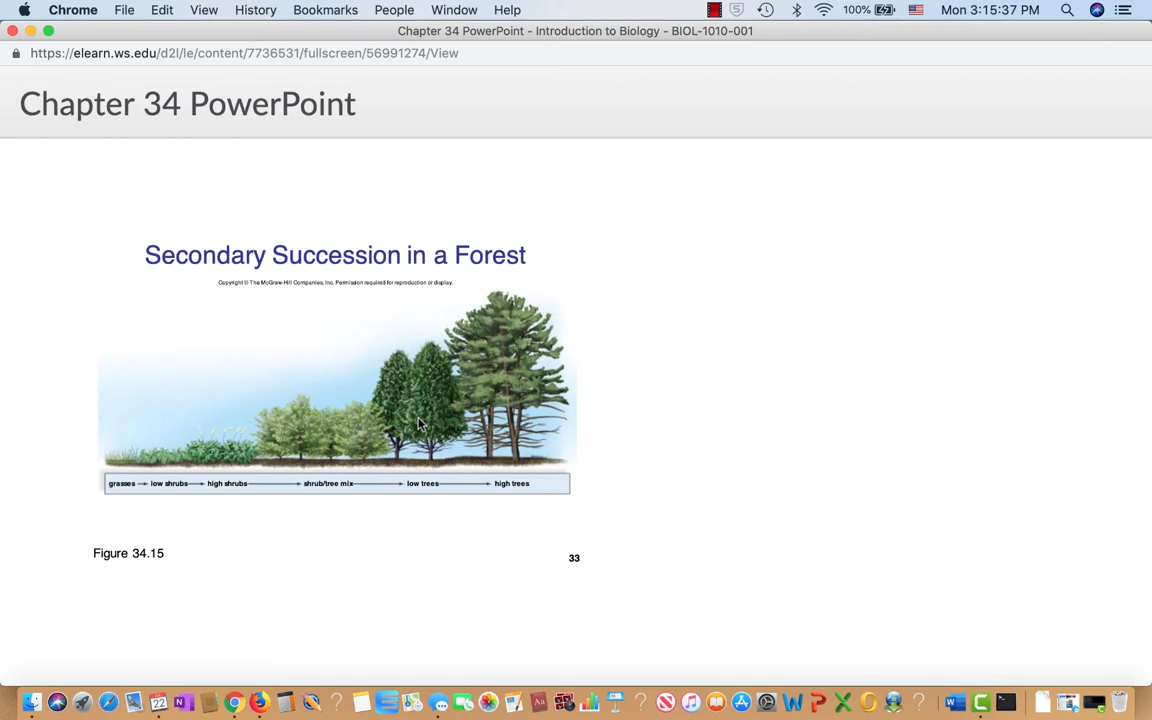 Chrome File Edit View History Bookmarks People Window Help 100% Mon 3:15:37 PM
Chapter 34 PowerPoint - Introduction to Biology - BIOL-1010-001
https://elearn.ws.edu/d2l/le/content/7736531/fullscreen/56991274/View
Chapter 34 PowerPoint
Secondary Succession in a Forest
Copyright © The McGraw-Hill Companies, Inc. Permission required for reproduction or display.
grasses low shrubs high shrubs shrub/tree mix low trees high trees
Figure 34.15
33
22